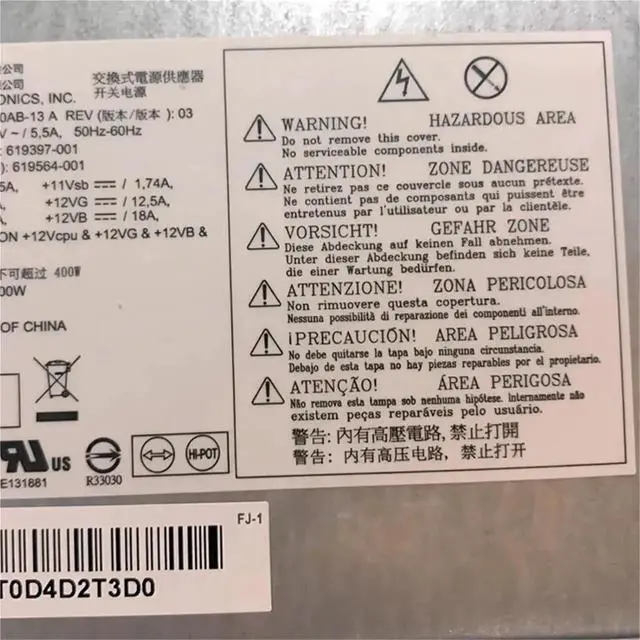 公司
公司
交換式電源供應器
开关电源
ONICS, INC.
0AB-13 A REV (版本/版本) : 03
V~ / 5,5A, 50Hz-60Hz
: 619397-001
: 619564-001
5A, +11Vsb / 1,74A,
A, +12VG / 12,5A,
A, +12VB / 18A,
ON +12Vcpu & +12VG & +12VB &
不可超过 400W
00W
OF CHINA
US
E131881
R33030
HI-POT
WARNING! HAZARDOUS AREA
Do not remove this cover.
No serviceable components inside.
ATTENTION! ZONE DANGEREUSE
Ne retirez pas ce couvercle sous aucun prétexte.
Ne contient pas de composants qui puissent être
entretenus par l'utilisateur ou par la clientèle.
VORSICHT! GEFAHR ZONE
Diese Abdeckung auf keinen Fall abnehmen.
Unter dieser Abdeckung befinden sich keine Teile,
die einer Wartung bedürfen.
ATTENZIONE! ZONA PERICOLOSA
Non rimuovere questa copertura.
Nessuna possibilità di reparazione dei componenti all'interno.
¡PRECAUCIÓN! AREA PELIGROSA
No debe quitarse la tapa bajo ninguna circunstancia.
Debajo de esta tapa no hay piezas reparables por el propietario.
ATENÇÃO! ÁREA PERIGOSA
Não remova esta tampa sob nenhuma hipótese. Internamente não
existem peças reparáveis pelo usuário.
警告: 內有高壓電路, 禁止打開
警告: 内有高压电路, 禁止打开
FJ-1
T0D4D2T3D0